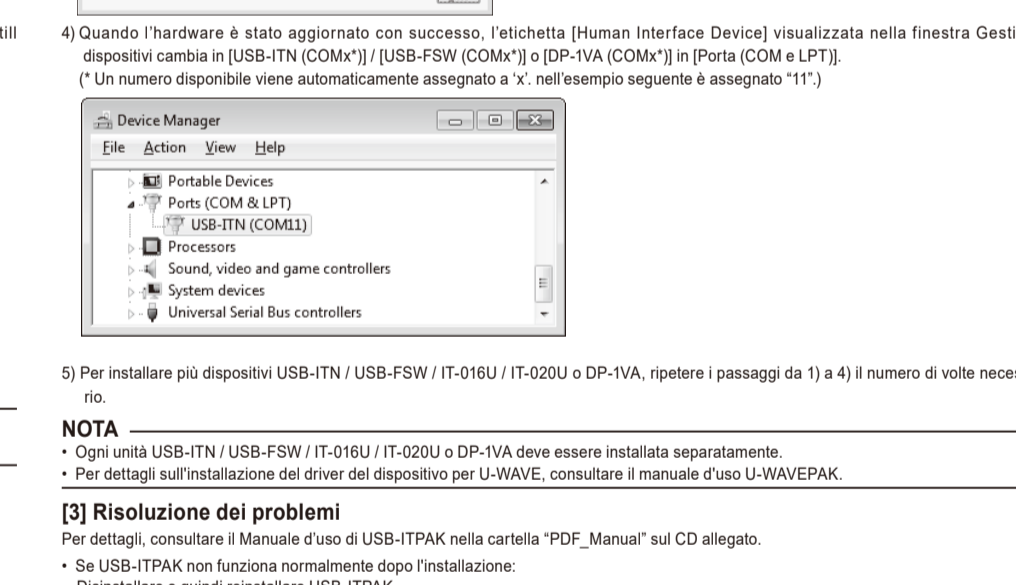 till
4) Quando l'hardware è stato aggiornato con successo, l'etichetta [Human Interface Device] visualizzata nella finestra Gesti
dispositivi cambia in [USB-ITN (COMx*)] / [USB-FSW (COMx*)] o [DP-1VA (COMx*)] in [Porta (COM e LPT)].
(* Un numero disponibile viene automaticamente assegnato a ‘x’. nell’esempio seguente è assegnato “11”.)
Device Manager
File Action View Help
Portable Devices
Ports (COM & LPT)
USB-ITN (COM11)
Processors
Sound, video and game controllers
System devices
Universal Serial Bus controllers
5) Per installare più dispositivi USB-ITN / USB-FSW / IT-016U / IT-020U o DP-1VA, ripetere i passaggi da 1) a 4) il numero di volte neces
rio.
NOTA
• Ogni unità USB-ITN / USB-FSW / IT-016U / IT-020U o DP-1VA deve essere installata separatamente.
• Per dettagli sull'installazione del driver del dispositivo per U-WAVE, consultare il manuale d'uso U-WAVEPAK.
[3] Risoluzione dei problemi
Per dettagli, consultare il Manuale d’uso di USB-ITPAK nella cartella “PDF_Manual” sul CD allegato.
• Se USB-ITPAK non funziona normalmente dopo l'installazione:
Disinstallare e quindi reinstallare USB-ITPAK